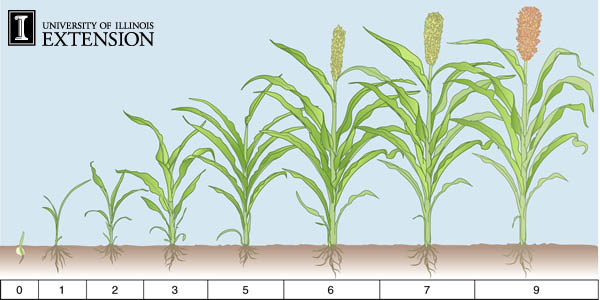 I
UNIVERSITY OF ILLINOIS
EXTENSION
0 1 2 3 5 6 7 9